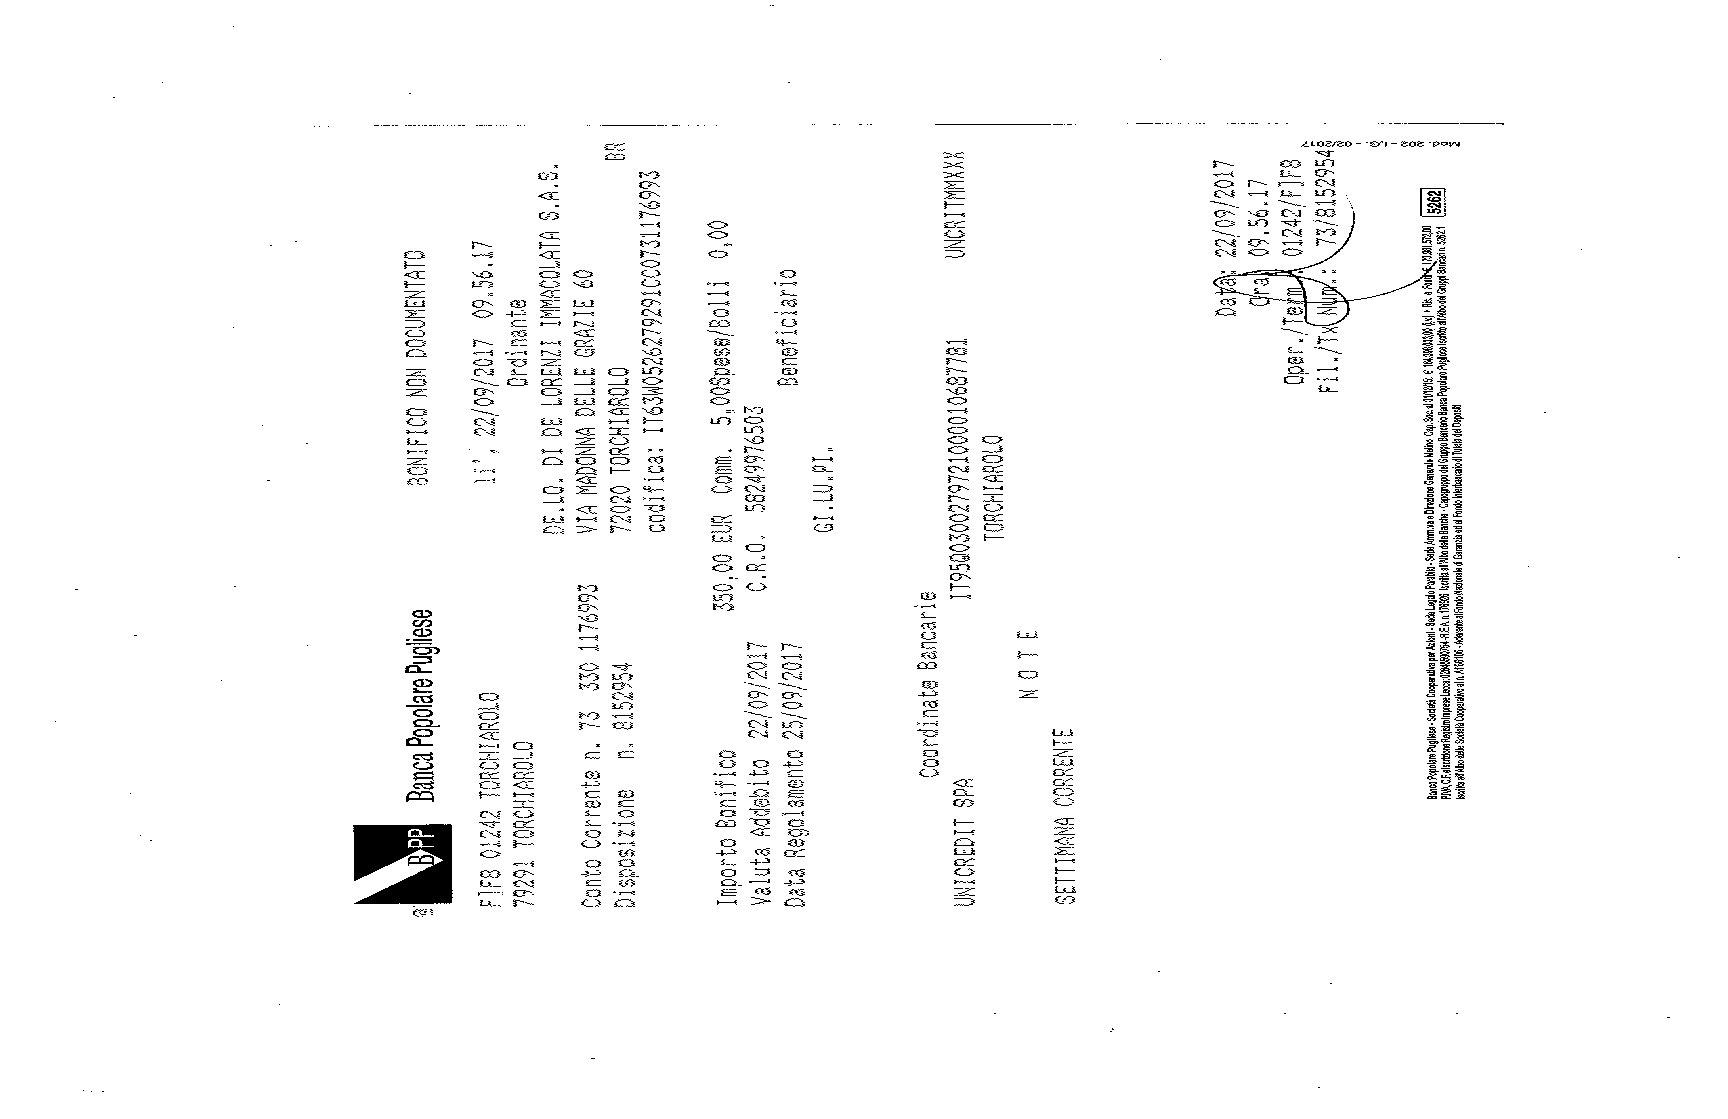 BPP Banca Popolare Pugliese BONIFICO NON DOCUMENTATO
FJF8 01242 TORCHIAROLO li', 22/09/2017 09.56.17
79291 TORCHIAROLO Ordinante
DE.LO. DI DE LORENZI IMMACOLATA S.A.S.
Conto Corrente n. 73 330 1176993 VIA MADONNA DELLE GRAZIE 60
Disposizione n. 8152954 72020 TORCHIAROLO BR
codifica: IT63W0526279291CC0731176993
Importo Bonifico 350,00 EUR Comm. 5,00Spese/Bolli 0,00
Valuta Addebito 22/09/2017 C.R.O. 58249976503
Data Regolamento 25/09/2017 Beneficiario
GI.LU.PI.
Coordinate Bancarie
UNICREDIT SPA IT95Q0300279721000010687781 UNCRITMMXXX
TORCHIAROLO
N O T E
SETTIMANA CORRENTE
Data: 22/09/2017
Ora: 09.56.17
Oper./Term.: 01242/FJF8
Fil./Tx Num.: 73/8152954
Mod. 202 - I.G. - 02/2017
5262